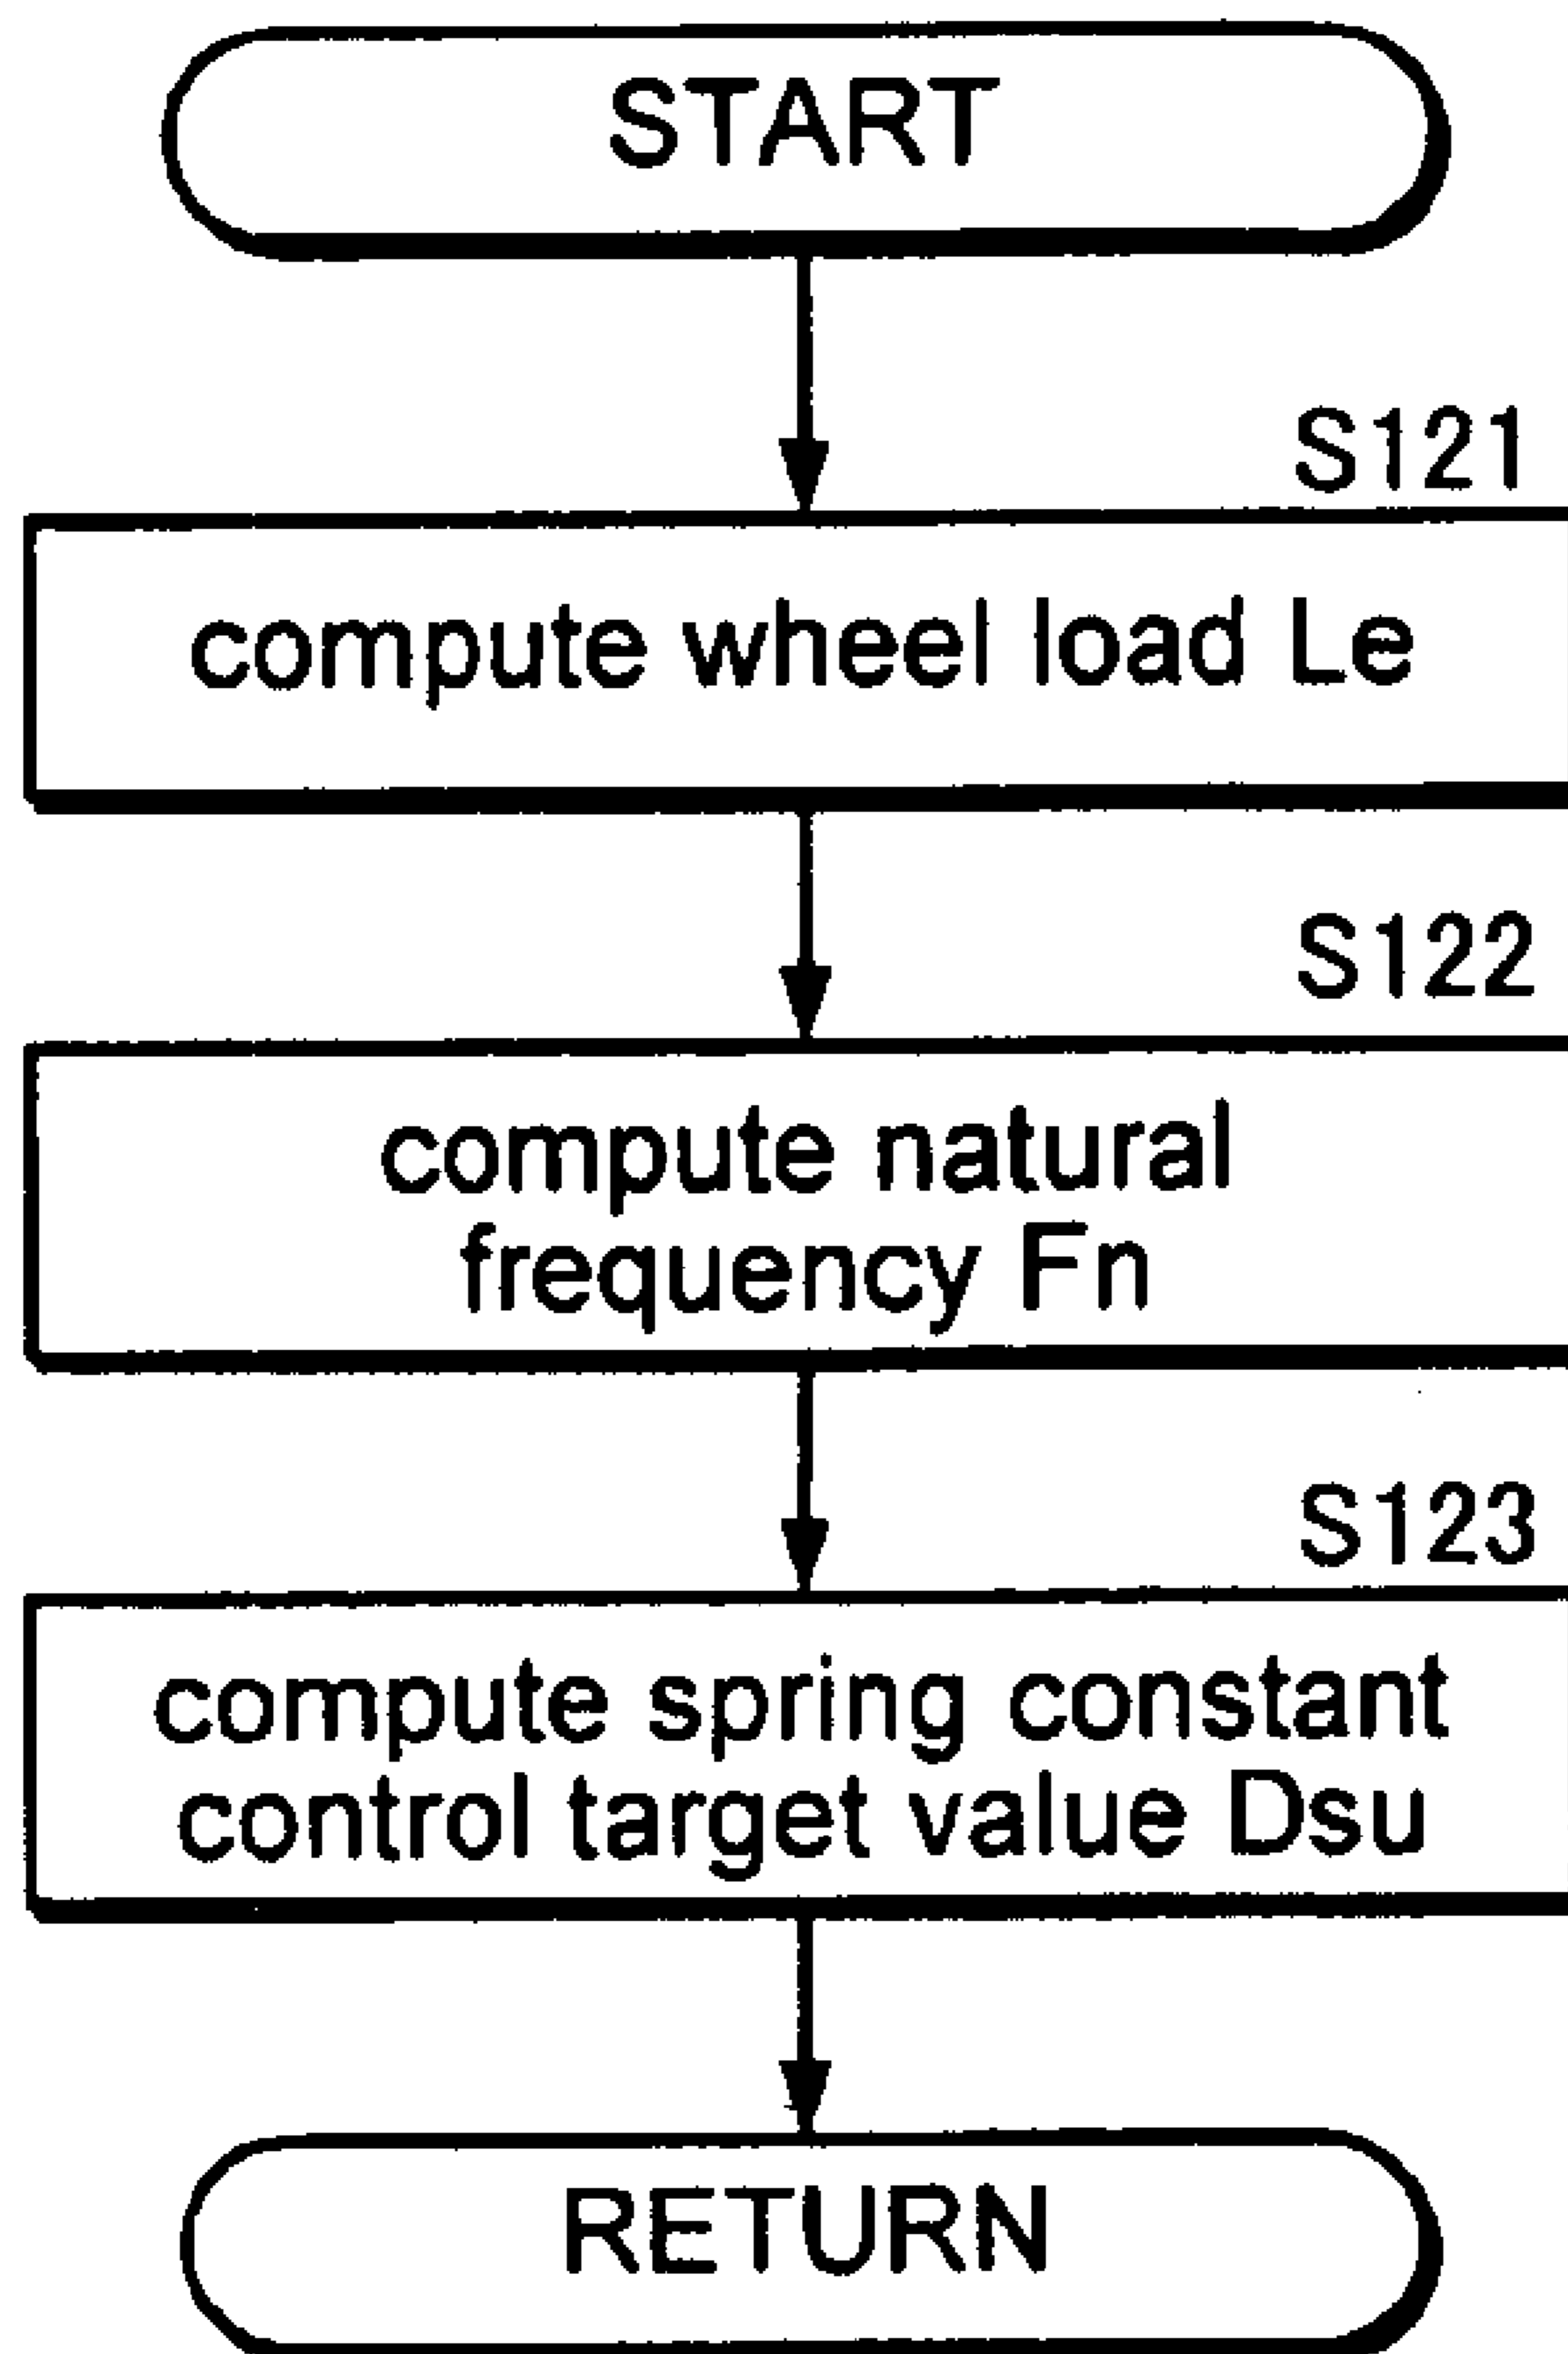 START
S121
compute wheel load Le
S122
compute natural
frequency Fn
S123
compute spring constant
control target value Dsu
RETURN